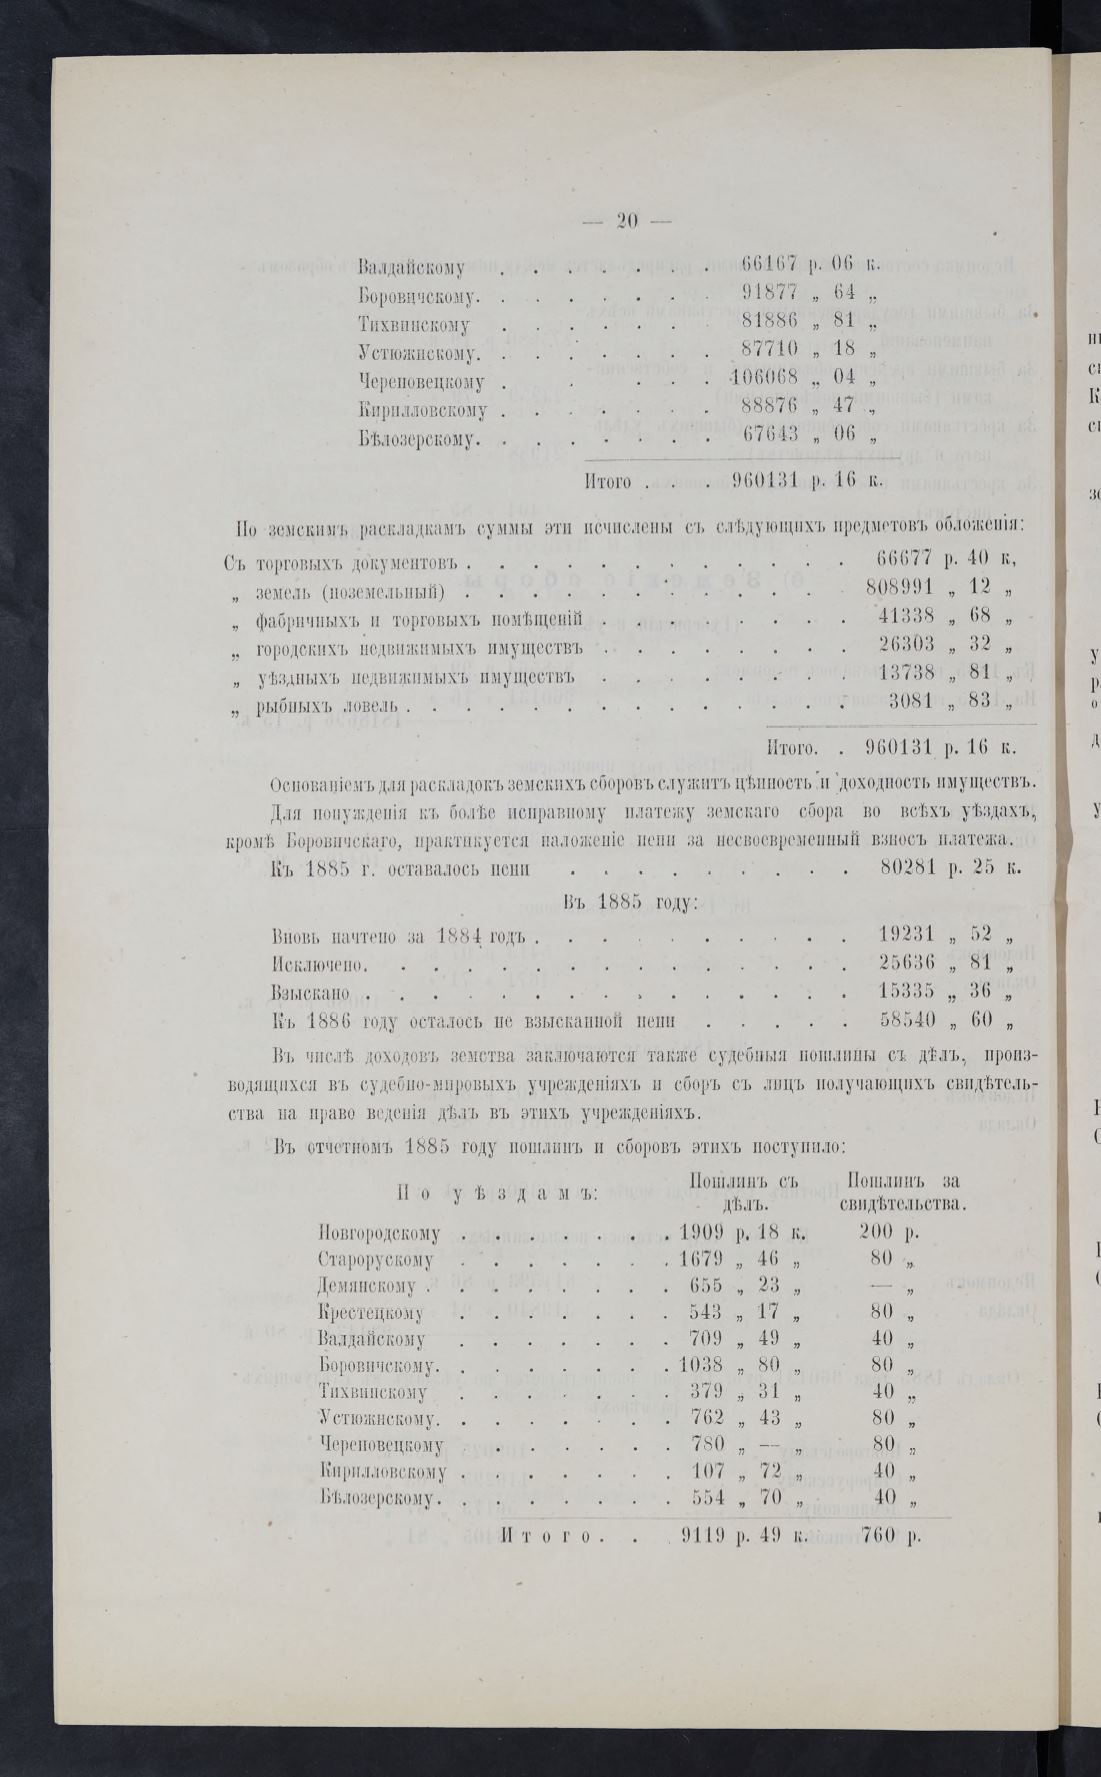 — 20 —
Валдайскому . . . . . . . 66167 р. 06 к.
Боровичскому. . . . . . . . 91877 „ 64 „
Тихвинскому . . . . . . . 81886 „ 81 „
Устюжнскому. . . . . . . . 87710 „ 18 „
Череповецкому . . . . . . 106068 „ 04 „
Кирилловскому . . . . . . . 88876 „ 47 „
Бѣлозерскому. . . . . . . . 67643 „ 06 „
Итого . . . 960131 р. 16 к.
По земскимъ раскладкамъ суммы эти исчислены съ слѣдующихъ предметовъ обложенія:
Съ торговыхъ документовъ . . . . . . . . . . . . 66677 р. 40 к,
„ земель (поземельный) . . . . . . . . . . . 808991 „ 12 „
„ фабричныхъ и торговыхъ помѣщеній . . . . . . . . 41338 „ 68 „
„ городскихъ недвижимыхъ имуществъ . . . . . . . . 26303 „ 32 „
„ уѣздныхъ недвижимыхъ имуществъ . . . . . . . . 13738 „ 81 „
„ рыбныхъ ловель . . . . . . . . . . . . . . 3081 „ 83 „
Итого. . 960131 р. 16 к.
Основаніемъ для раскладокъ земскихъ сборовъ служитъ цѣнность и доходность имуществъ.
Для понужденія къ болѣе исправному платежу земскаго сбора во всѣхъ уѣздахъ,
кромѣ Боровичскаго, практикуется наложеніе пени за несвоевременный взносъ платежа.
Къ 1885 г. оставалось пени . . . . . . . . . 80281 р. 25 к.
Въ 1885 году:
Вновь начтено за 1884 годъ . . . . . . . . . . 19231 „ 52 „
Исключено. . . . . . . . . . . . . . . 25636 „ 81 „
Взыскано . . . . . . . . . . . . . . . 15335 „ 36 „
Къ 1886 году осталось не взысканной пени . . . . . 58540 „ 60 „
Въ числѣ доходовъ земства заключаются также судебныя пошлины съ дѣлъ, произ-
водящихся въ судебно-мировыхъ учрежденіяхъ и сборъ съ лицъ получающихъ свидѣтель-
ства на право веденія дѣлъ въ этихъ учрежденіяхъ.
Въ отчетномъ 1885 году пошлинъ и сборовъ этихъ поступило:
По уѣздамъ: Пошлинъ съ Пошлинъ за
дѣлъ. свидѣтельства.
Новгородскому . . . . . . . 1909 р. 18 к. 200 р.
Старорускому . . . . . . . 1679 „ 46 „ 80 „
Демянскому . . . . . . . . 655 „ 23 „ — „
Крестецкому . . . . . . . 543 „ 17 „ 80 „
Валдайскому . . . . . . . 709 „ 49 „ 40 „
Боровичскому. . . . . . . . 1038 „ 80 „ 80 „
Тихвинскому . . . . . . . 379 „ 31 „ 40 „
Устюжнскому. . . . . . . . 762 „ 43 „ 80 „
Череповецкому . . . . . . . 780 „ — „ 80 „
Кирилловскому . . . . . . . 107 „ 72 „ 40 „
Бѣлозерскому. . . . . . . . 554 „ 70 „ 40 „
Итого. . . 9119 р. 49 к. 760 р.